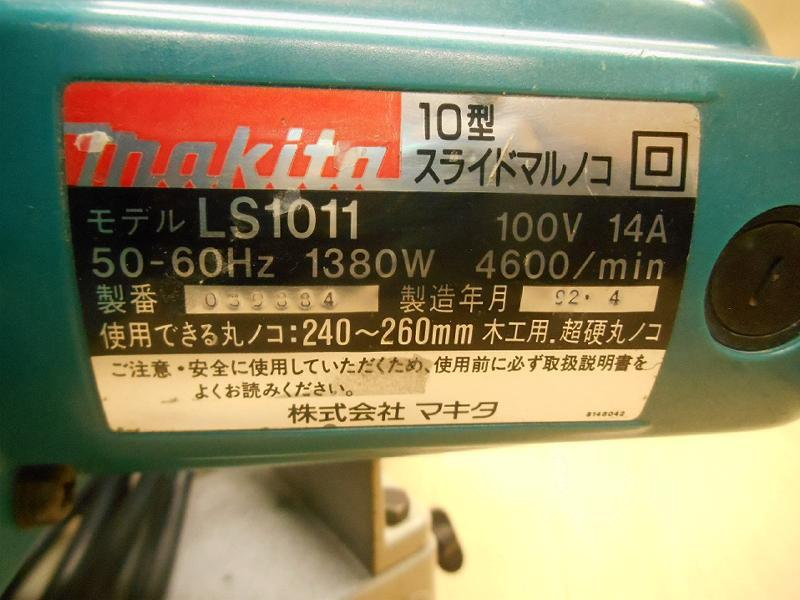 makita
10型
スライドマルノコ
モデル LS1011 100V 14A
50-60Hz 1380W 4600/min
製番 製造年月 92・4
使用できる丸ノコ:240〜260mm 木工用.超硬丸ノコ
ご注意・安全に使用していただくため、使用前に必ず取扱説明書を
よくお読みください。
株式会社 マキタ